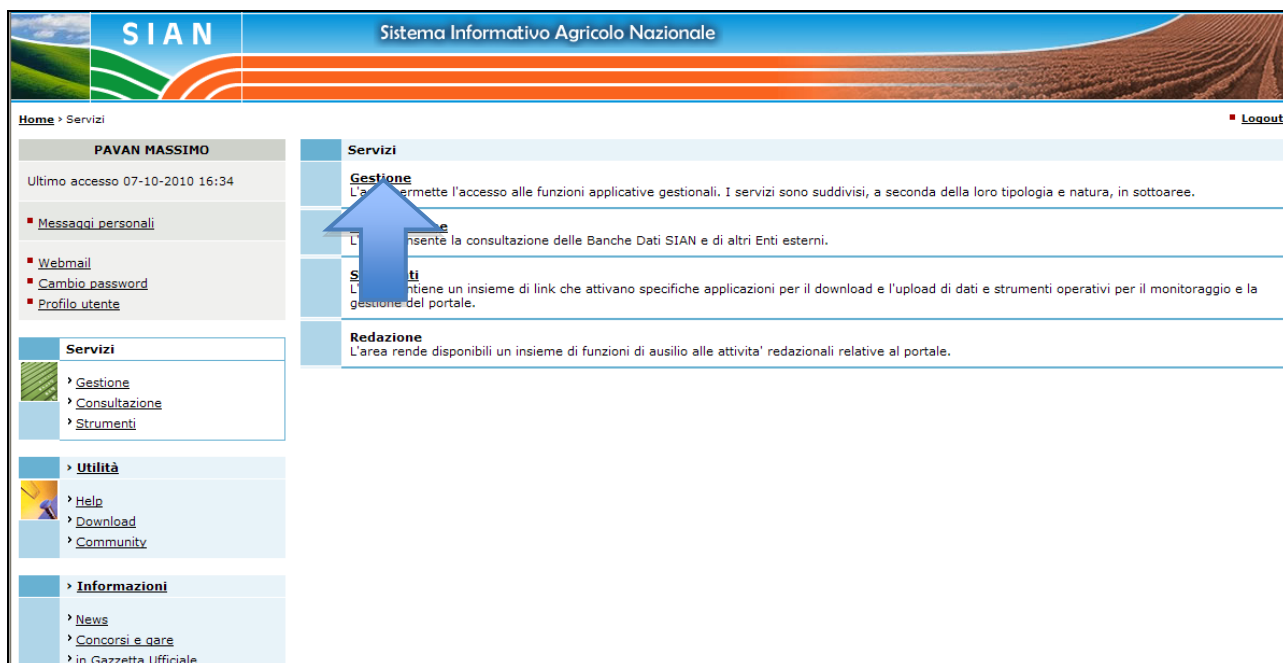 SIAN
Sistema Informativo Agricolo Nazionale
Home › Servizi
Logout
PAVAN MASSIMO
Ultimo accesso 07-10-2010 16:34
Messaggi personali
Webmail
Cambio password
Profilo utente
Servizi
› Gestione
› Consultazione
› Strumenti
› Utilità
› Help
› Download
› Community
› Informazioni
› News
› Concorsi e gare
› in Gazzetta Ufficiale
Servizi
Gestione
permette l'accesso alle funzioni applicative gestionali. I servizi sono suddivisi, a seconda della loro tipologia e natura, in sottoaree.
la consultazione delle Banche Dati SIAN e di altri Enti esterni.
un insieme di link che attivano specifiche applicazioni per il download e l'upload di dati e strumenti operativi per il monitoraggio e la
gestione del portale.
Redazione
L'area rende disponibili un insieme di funzioni di ausilio alle attivita' redazionali relative al portale.